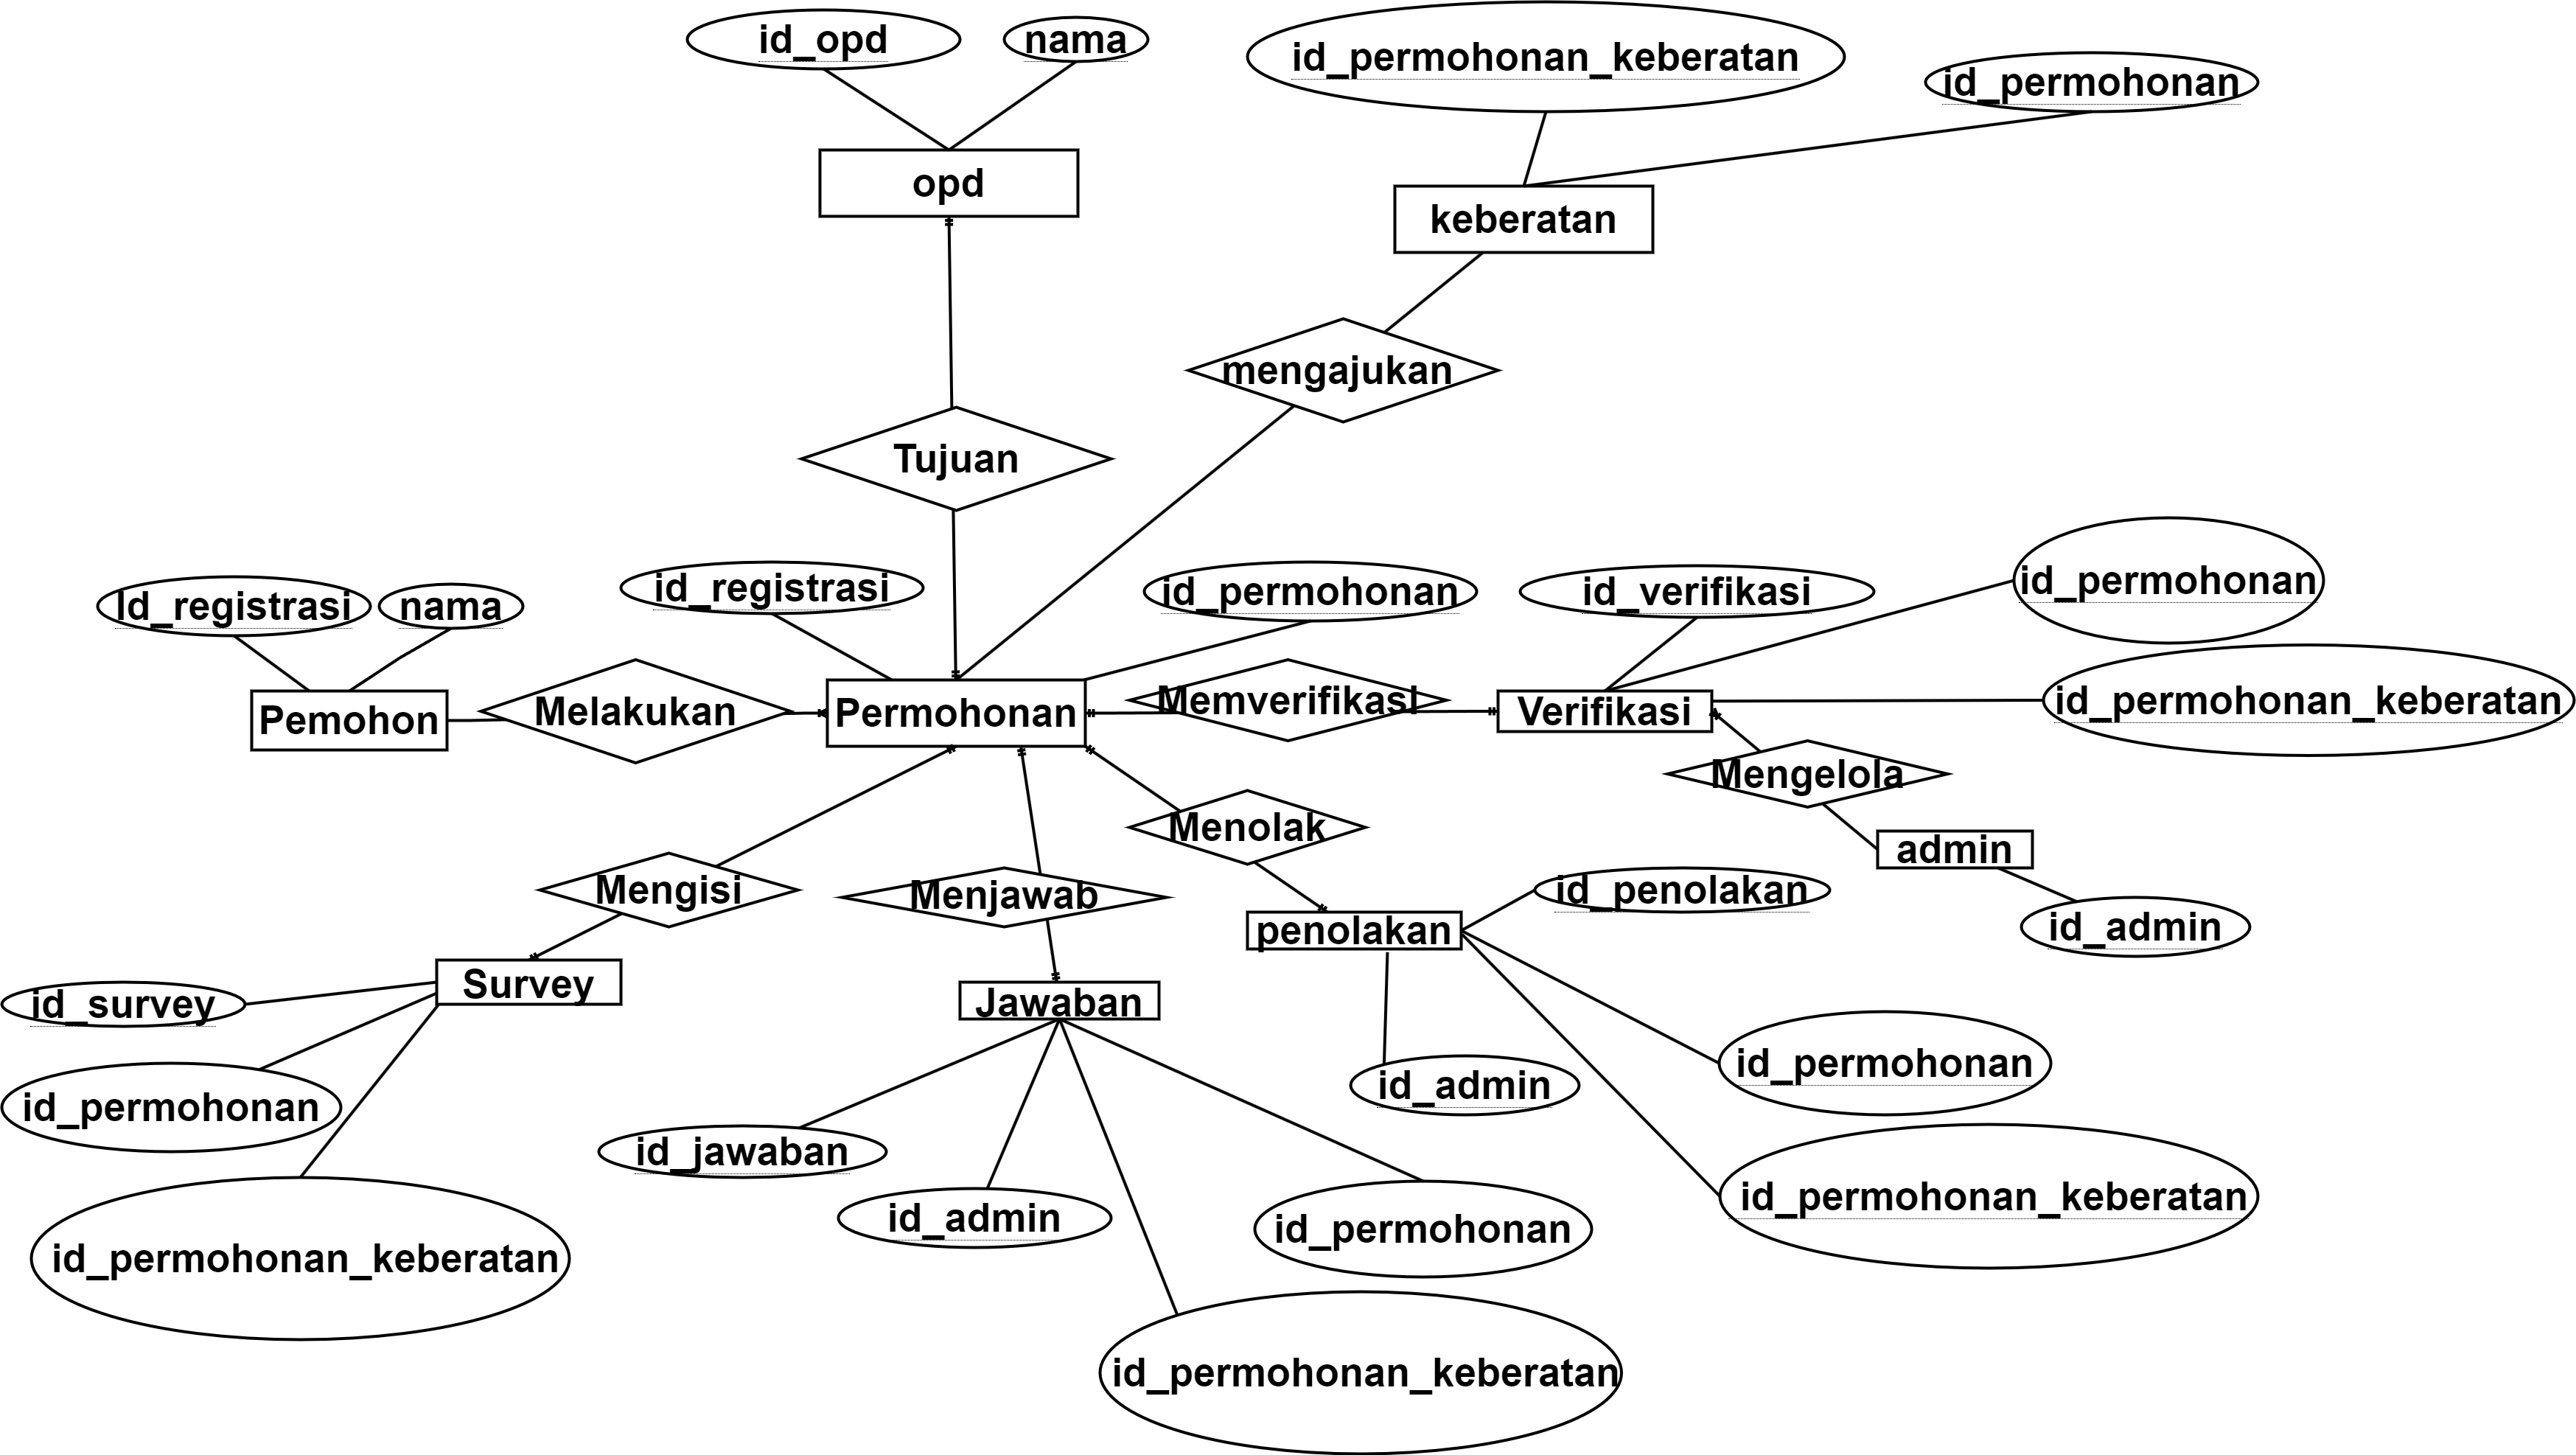 id_opd
nama
id_permohonan_keberatan
id_permohonan
opd
keberatan
mengajukan
Tujuan
id_registrasi
id_permohonan
id_verifikasi
id_permohonan
Id_registrasi
nama
id_permohonan_keberatan
Pemohon
Melakukan
Permohonan
Memverifikasi
Verifikasi
Mengelola
Menolak
admin
Mengisi
Menjawab
id_penolakan
penolakan
id_admin
Survey
id_survey
Jawaban
id_permohonan
id_admin
id_permohonan
id_jawaban
id_permohonan_keberatan
id_admin
id_permohonan
id_permohonan_keberatan
id_permohonan_keberatan